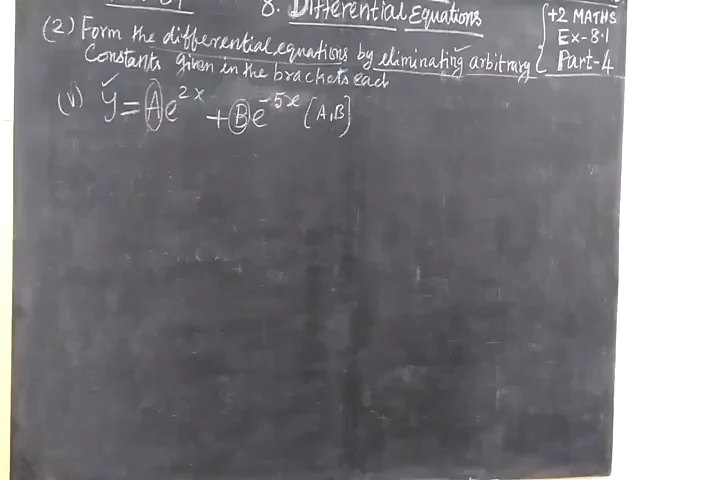 8. Differential Equations
(2) Form the differential equations by eliminating arbitrary
Constants given in the brackets each
(v) y = Ae^{2x} + Be^{-5x} [A,B]
+2 MATHS
Ex-8.1
Part-4